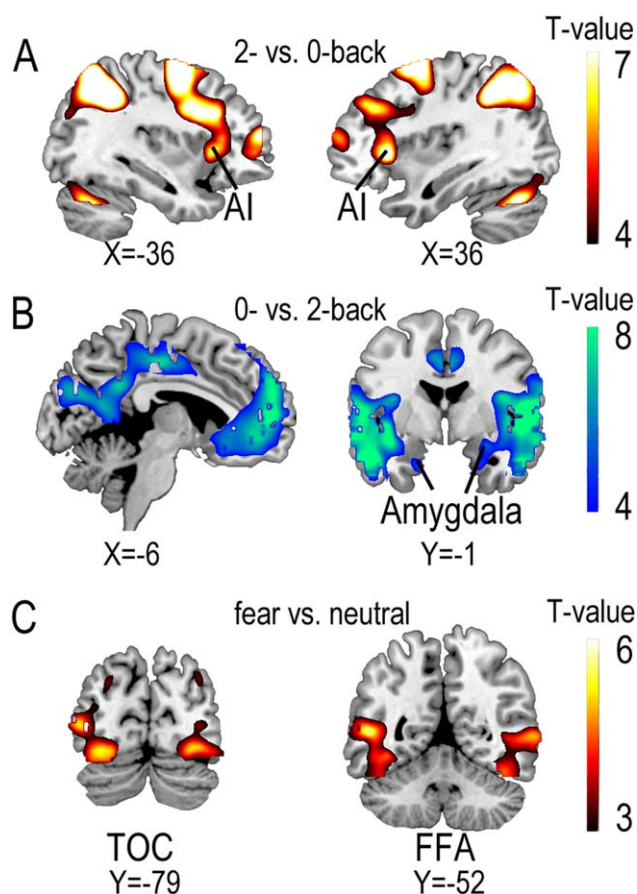 A
2- vs. 0-back
T-value
7
AI
AI
4
X=-36
X=36
B
0- vs. 2-back
T-value
8
Amygdala
4
X=-6
Y=-1
C
fear vs. neutral
T-value
6
3
TOC
FFA
Y=-79
Y=-52